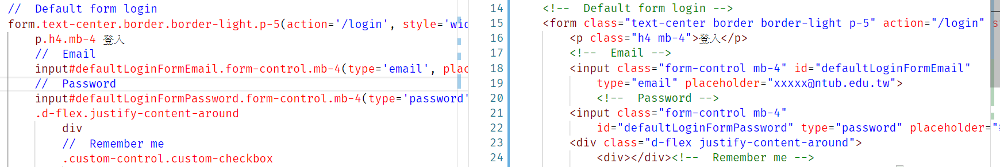 //  Default form login
form.text-center.border.border-light.p-5(action='/login', style='wid
p.h4.mb-4 登入
//  Email
input#defaultLoginFormEmail.form-control.mb-4(type='email', plac
//  Password
input#defaultLoginFormPassword.form-control.mb-4(type='password'
.d-flex.justify-content-around
div
//  Remember me
.custom-control.custom-checkbox
14 <!--  Default form login -->
15 <form class="text-center border border-light p-5" action="/login" s
16 <p class="h4 mb-4">登入</p>
17 <!--  Email -->
18 <input class="form-control mb-4" id="defaultLoginFormEmail"
19 type="email" placeholder="xxxxx@ntub.edu.tw">
20 <!--  Password -->
21 <input class="form-control mb-4"
22 id="defaultLoginFormPassword" type="password" placeholder="
23 <div class="d-flex justify-content-around">
24 <div></div><!--  Remember me -->